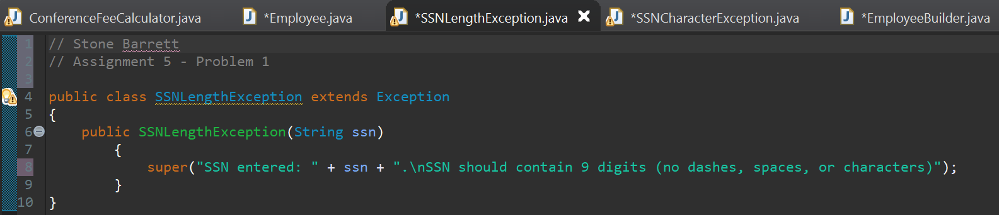 ConferenceFeeCalculator.java *Employee.java *SSNLengthException.java *SSNCharacterException.java *EmployeeBuilder.java
1 // Stone Barrett
2 // Assignment 5 - Problem 1
3
4 public class SSNLengthException extends Exception
5 {
6 public SSNLengthException(String ssn)
7 {
8 super("SSN entered: " + ssn + ".\nSSN should contain 9 digits (no dashes, spaces, or characters)");
9 }
10 }